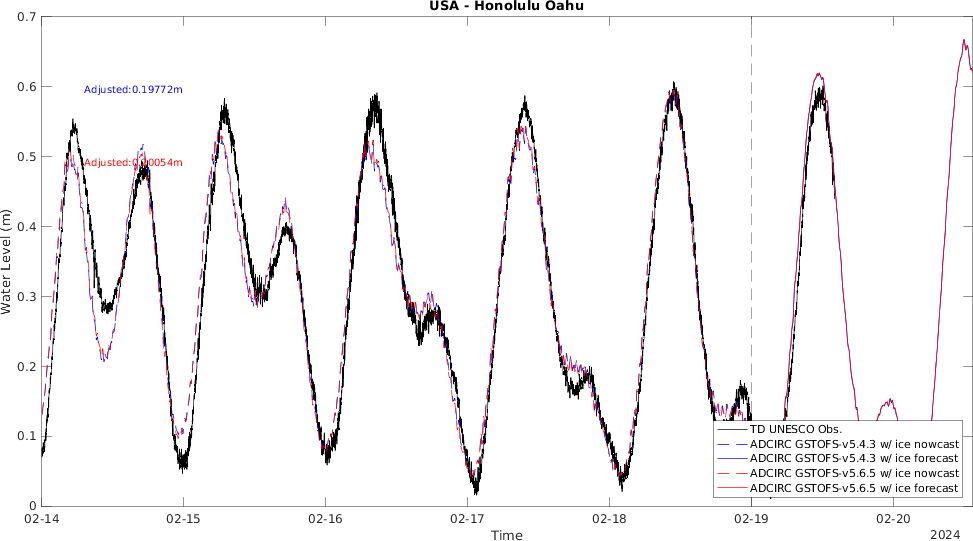 USA - Honolulu Oahu
0.7
0.6
0.5
0.4
0.3
0.2
0.1
0
Water Level (m)
Adjusted:0.19772m
Adjusted:0.20054m
TD UNESCO Obs.
ADCIRC GSTOFS-v5.4.3 w/ ice nowcast
ADCIRC GSTOFS-v5.4.3 w/ ice forecast
ADCIRC GSTOFS-v5.6.5 w/ ice nowcast
ADCIRC GSTOFS-v5.6.5 w/ ice forecast
02-14 02-15 02-16 02-17 02-18 02-19 02-20
Time
2024